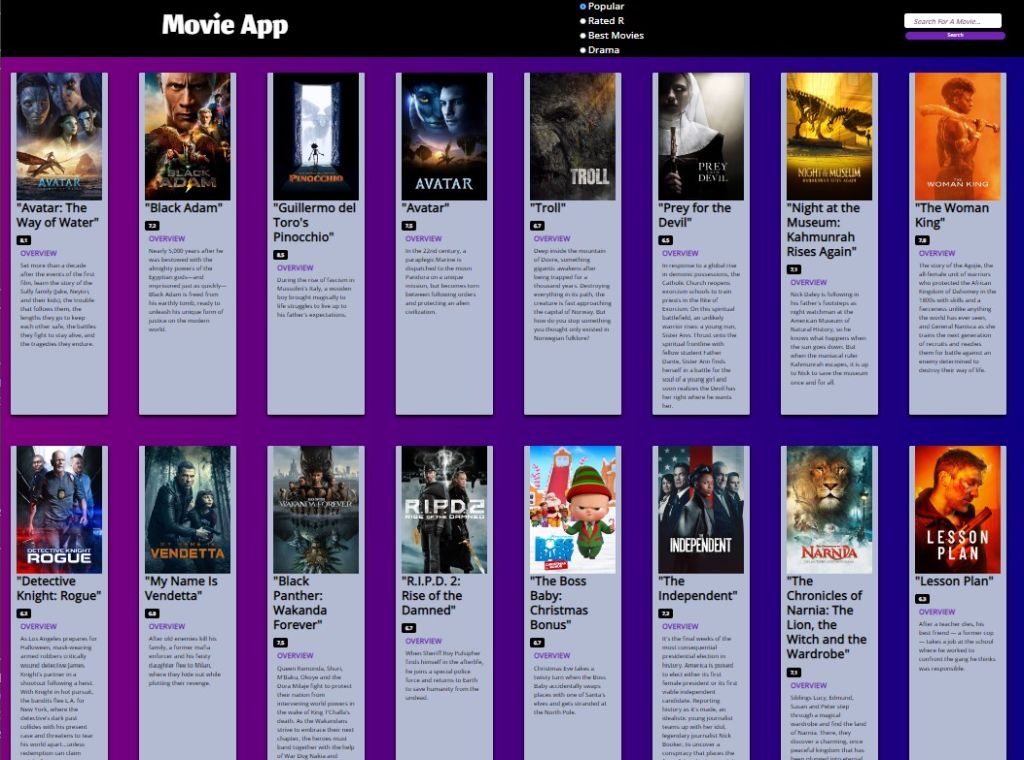 Movie App
Popular
Rated R
Best Movies
Drama
Search For A Movie...
Search
AVATAR
BLACK
ADAM
PINOCCHIO
AVATAR
TROLL
PREY
DEVIL
NIGHT AT THE MUSEUM
KAHMUNRAH RISES AGAIN
THE
WOMAN KING
"Avatar: The
Way of Water"
8.1
OVERVIEW
Set more than a decade
after the events of the first
film, learn the story of the
Sully family (Jake, Neytiri,
and their kids), the trouble
that follows them, the
lengths they go to keep
each other safe, the battles
they fight to stay alive, and
the tragedies they endure.
"Black Adam"
7.2
OVERVIEW
Nearly 5,000 years after he
was bestowed with the
almighty powers of the
Egyptian gods—and
imprisoned just as quickly—
Black Adam is freed from
his earthly tomb, ready to
unleash his unique form of
justice on the modern
world.
"Guillermo del
Toro's
Pinocchio"
8.5
OVERVIEW
During the rise of fascism in
Mussolini's Italy, a wooden
boy brought magically to
life struggles to live up to
his father's expectations.
"Avatar"
7.5
OVERVIEW
In the 22nd century, a
paraplegic Marine is
dispatched to the moon
Pandora on a unique
mission, but becomes torn
between following orders
and protecting an alien
civilization.
"Troll"
6.7
OVERVIEW
Deep inside the mountain
of Dovre, something
gigantic awakens after
being trapped for a
thousand years. Destroying
everything in its path, the
creature is fast approaching
the capital of Norway. But
how do you stop something
you thought only existed in
Norwegian folklore?
"Prey for the
Devil"
6.5
OVERVIEW
In response to a global rise
in demonic possessions, the
Catholic Church reopens
exorcism schools to train
priests in the Rite of
Exorcism. On this spiritual
battlefield, an unlikely
warrior rises: a young nun,
Sister Ann. Thrust onto the
spiritual frontline with
fellow student Father
Dante, Sister Ann finds
herself in a battle for the
soul of a young girl and
soon realizes the Devil has
her right where he wants
her.
"Night at the
Museum:
Kahmunrah
Rises Again"
7.1
OVERVIEW
Nick Daley is following in
his father's footsteps as
night watchman at the
American Museum of
Natural History, so he
knows what happens when
the sun goes down. But
when the maniacal ruler
Kahmunrah escapes, it is up
to Nick to save the museum
once and for all.
"The Woman
King"
7.8
OVERVIEW
The story of the Agojie, the
all-female unit of warriors
who protected the African
Kingdom of Dahomey in the
1800s with skills and a
fierceness unlike anything
the world has ever seen,
and General Nanisca as she
trains the next generation
of recruits and readies
them for battle against an
enemy determined to
destroy their way of life.
DETECTIVE KNIGHT
ROGUE
VENDETTA
WAKANDA FOREVER
R.I.P.D. 2
RISE OF THE DAMNED
BOSS
BABY
CHRISTMAS
BONUS
INDEPENDENT
NARNIA
LESSON
PLAN
"Detective
Knight: Rogue"
6.2
OVERVIEW
As Los Angeles prepares for
Halloween, mask-wearing
armed robbers critically
wound detective James
Knight's partner in a
shootout following a heist.
With Knight in hot pursuit,
the bandits flee L.A. for
New York, where the
detective's dark past
collides with his present
case and threatens to tear
his world apart…unless
redemption can claim
"My Name Is
Vendetta"
6.8
OVERVIEW
After old enemies kill his
family, a former mafia
enforcer and his feisty
daughter flee to Milan,
where they hide out while
plotting their revenge.
"Black
Panther:
Wakanda
Forever"
7.5
OVERVIEW
Queen Ramonda, Shuri,
M'Baku, Okoye and the
Dora Milaje fight to protect
their nation from
intervening world powers in
the wake of King T'Challa's
death. As the Wakandans
strive to embrace their next
chapter, the heroes must
band together with the help
of War Dog Nakia and
"R.I.P.D. 2:
Rise of the
Damned"
6.7
OVERVIEW
When Sheriff Roy Pulsipher
finds himself in the afterlife,
he joins a special police
force and returns to earth
to save humanity from the
undead.
"The Boss
Baby:
Christmas
Bonus"
6.7
OVERVIEW
Christmas Eve takes a
twisty turn when the Boss
Baby accidentally swaps
places with one of Santa's
elves and gets stranded at
the North Pole.
"The
Independent"
7.2
OVERVIEW
It's the final weeks of the
most consequential
presidential election in
history. America is poised
to elect either its first
female president or its first
viable independent
candidate. Reporting
history as it's made, an
idealistic young journalist
teams up with her idol,
legendary journalist Nick
Booker, to uncover a
conspiracy that places the
"The
Chronicles of
Narnia: The
Lion, the
Witch and the
Wardrobe"
7.1
OVERVIEW
Siblings Lucy, Edmund,
Susan and Peter step
through a magical
wardrobe and find the land
of Narnia. There, they
discover a charming, once
peaceful kingdom that has
been plunged into eternal
"Lesson Plan"
6.3
OVERVIEW
After a teacher dies, his
best friend — a former cop
— takes a job at the school
where he worked to
confront the gang he thinks
was responsible.